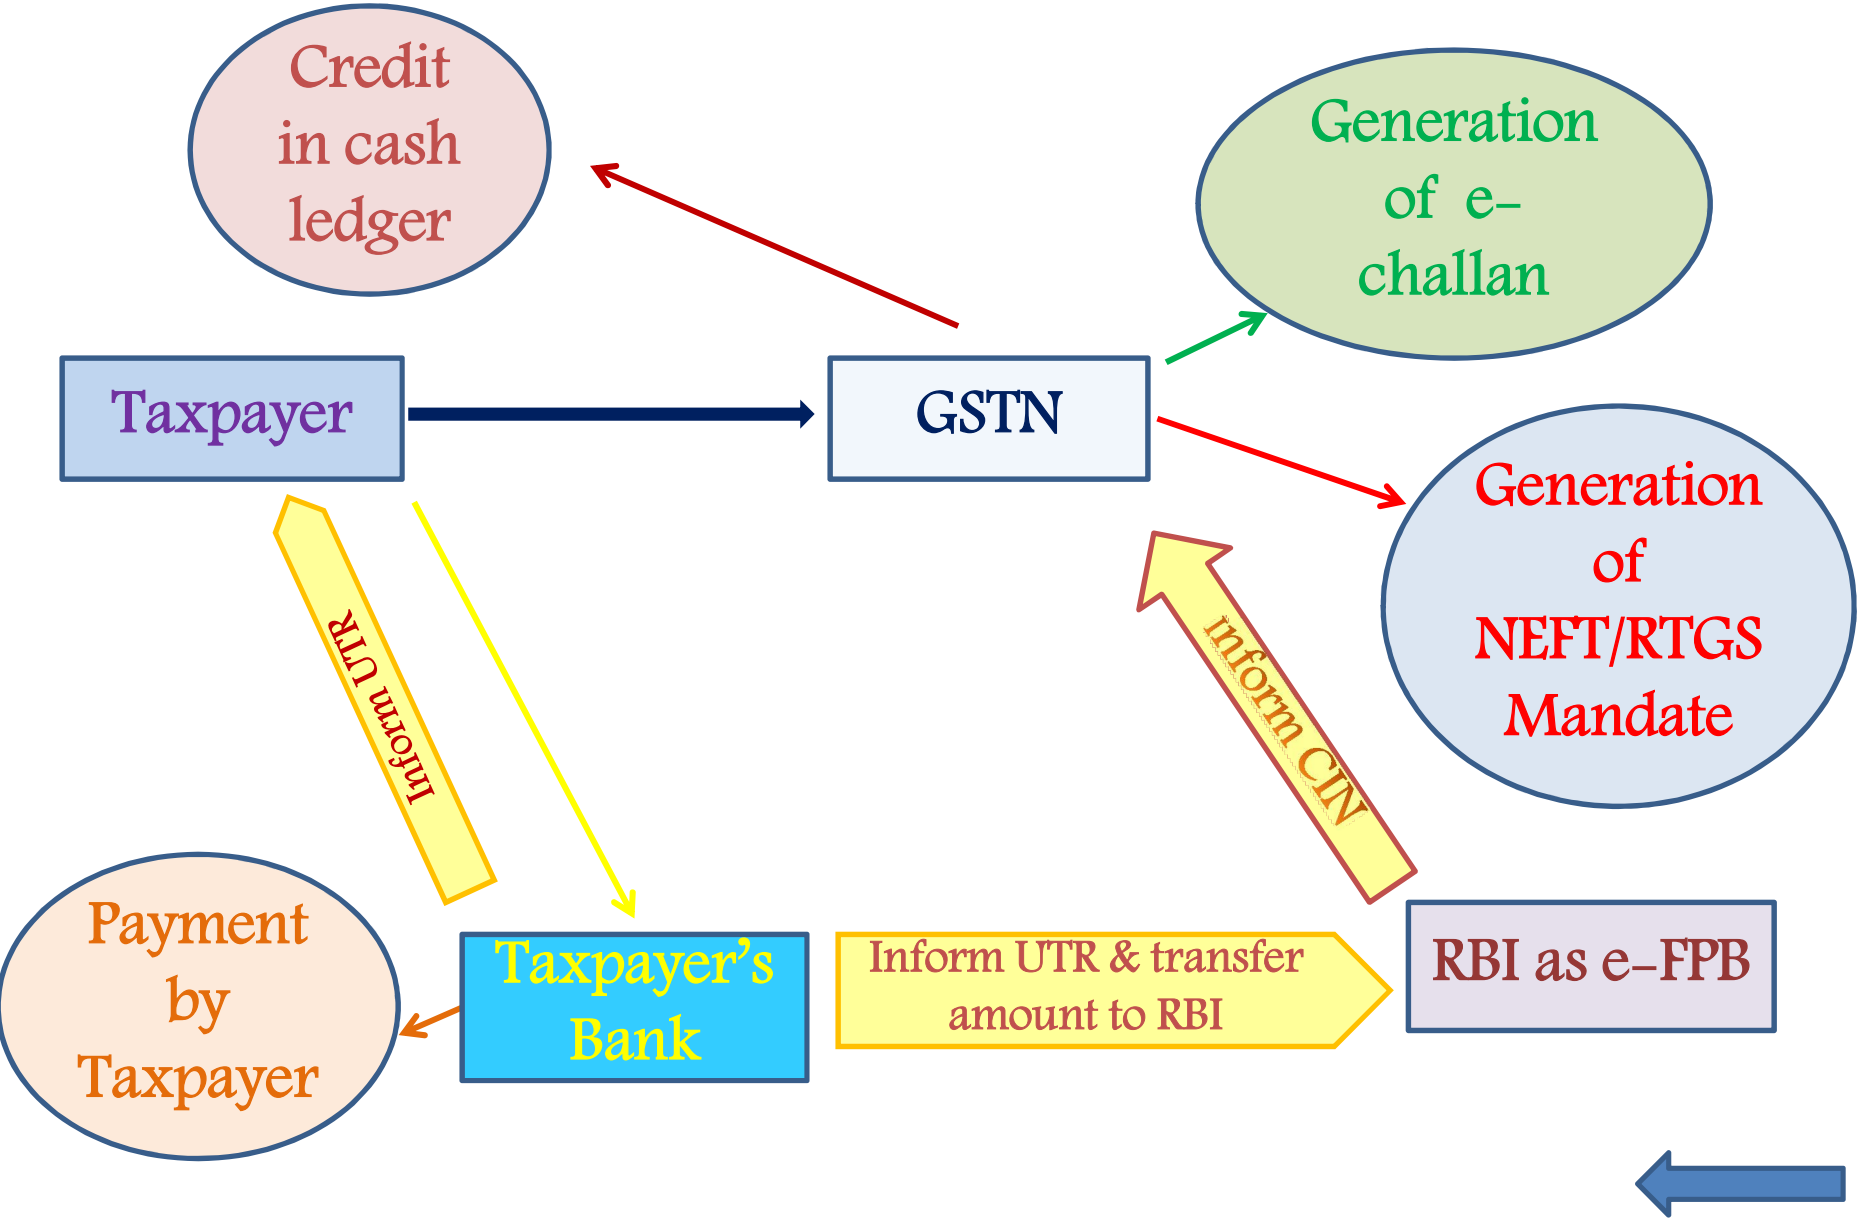 Credit
in cash
ledger
Generation
of e-
challan
Taxpayer
GSTN
Generation
of
NEFT/RTGS
Mandate
Inform UTR
inform CIN
Payment
by
Taxpayer
Taxpayer's
Bank
Inform UTR & transfer
amount to RBI
RBI as e-FPB